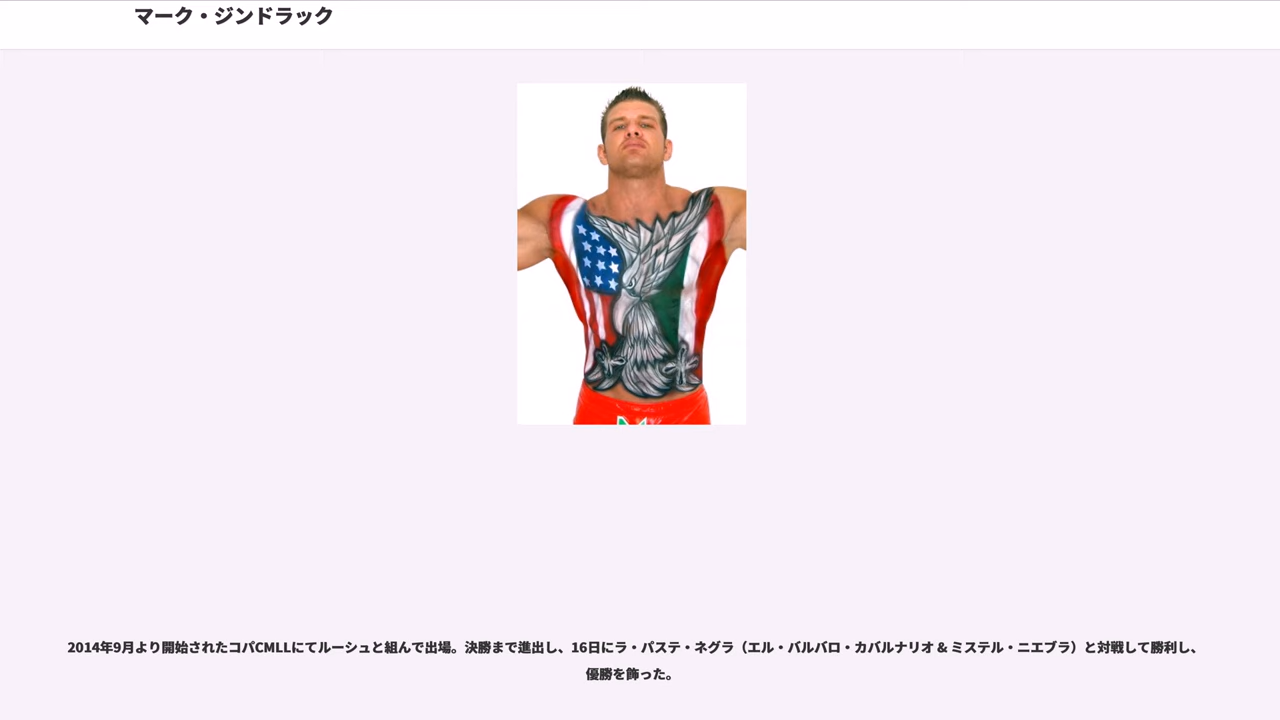 マーク・ジンドラック
2014年9月より開始されたコパCMLLにてルーシュと組んで出場。決勝まで進出し、16日にラ・パステ・ネグラ（エル・バルバロ・カバルナリオ & ミステル・ニエブラ）と対戦して勝利し、
優勝を飾った。